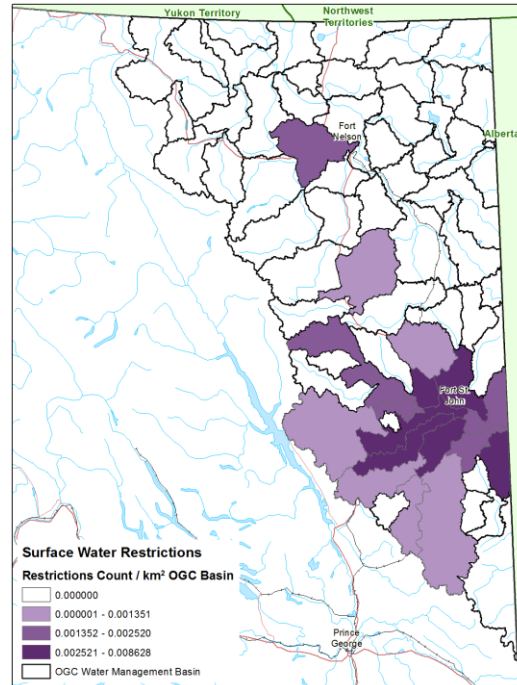 Yukon Territory
Northwest
Territories
Fort
Nelson
Alberta
Fort St.
John
Surface Water Restrictions
Restrictions Count / km² OGC Basin
0.000000
0.000001 - 0.001351
0.001352 - 0.002520
0.002521 - 0.008628
OGC Water Management Basin
Prince
George